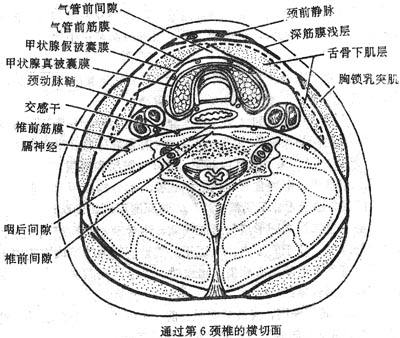 气管前间隙
气管前筋膜
甲状腺假被囊膜
甲状腺真被囊膜
颈动脉鞘
交感干
椎前筋膜
膈神经
咽后间隙
椎前间隙
颈前静脉
深筋膜浅层
舌骨下肌层
胸锁乳突肌
通过第6颈椎的横切面